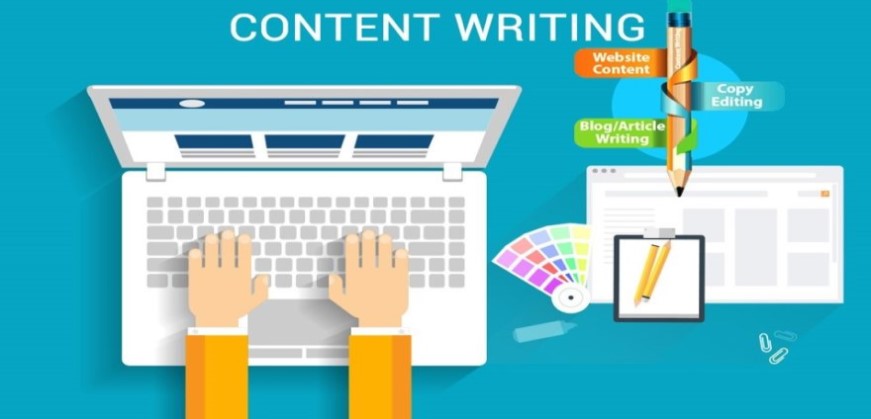 CONTENT WRITING
Website
Content
Copy
Editing
Blog/Article
Writing